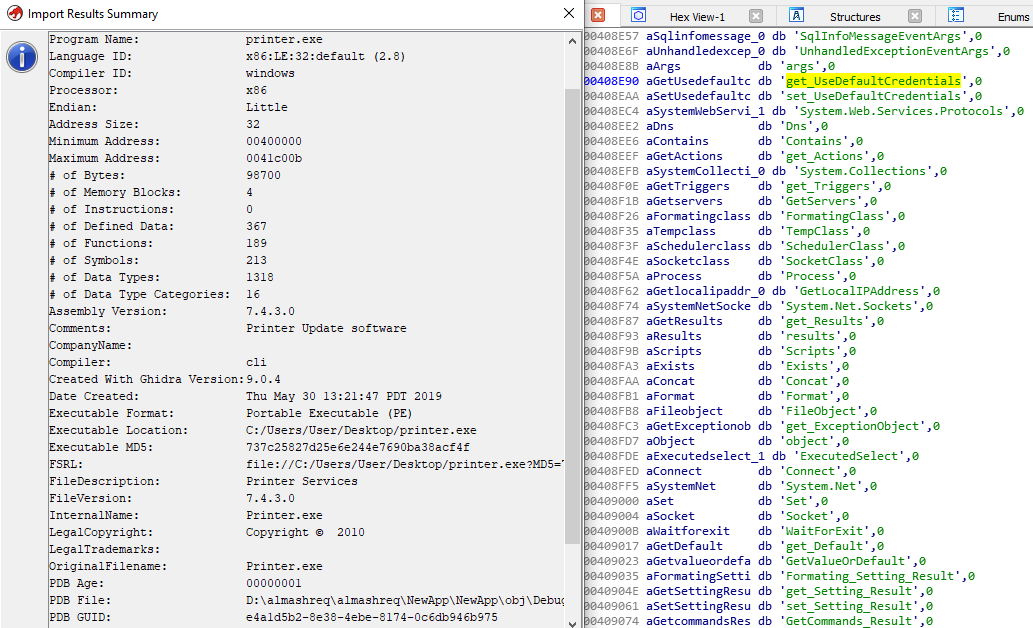 Import Results Summary
Program Name: printer.exe
Language ID: x86:LE:32:default (2.8)
Compiler ID: windows
Processor: x86
Endian: Little
Address Size: 32
Minimum Address: 00400000
Maximum Address: 0041c00b
# of Bytes: 98700
# of Memory Blocks: 4
# of Instructions: 0
# of Defined Data: 367
# of Functions: 189
# of Symbols: 213
# of Data Types: 1318
# of Data Type Categories: 16
Assembly Version: 7.4.3.0
Comments: Printer Update software
CompanyName:
Compiler: cli
Created With Ghidra Version: 9.0.4
Date Created: Thu May 30 13:21:47 PDT 2019
Executable Format: Portable Executable (PE)
Executable Location: C:/Users/User/Desktop/printer.exe
Executable MD5: 737c25827d25e6e244e7690ba38acf4f
FSRL: file://C:/Users/User/Desktop/printer.exe?MD5=
FileDescription: Printer Services
FileVersion: 7.4.3.0
InternalName: Printer.exe
LegalCopyright: Copyright © 2010
LegalTrademarks:
OriginalFilename: Printer.exe
PDB Age: 00000001
PDB File: D:\almashreq\almashreq\NewApp\NewApp\obj\Debug
PDB GUID: e4a1d5b2-8e38-4ebe-8174-0c6db946b975
Hex View-1 Structures Enums
00408E57 aSqlinfomessage_0 db 'SqlInfoMessageEventArgs',0
00408E6F aUnhandledexcep_0 db 'UnhandledExceptionEventArgs',0
00408E8B aArgs db 'args',0
00408E90 aGetUsedefaultc db 'get_UseDefaultCredentials',0
00408EAA aSetUsedefaultc db 'set_UseDefaultCredentials',0
00408EC4 aSystemWebServi_1 db 'System.Web.Services.Protocols',0
00408EE2 aDns db 'Dns',0
00408EE6 aContains db 'Contains',0
00408EEF aGetActions db 'get_Actions',0
00408EFB aSystemCollecti_0 db 'System.Collections',0
00408F0E aGetTriggers db 'get_Triggers',0
00408F1B aGetservers db 'GetServers',0
00408F26 aFormatingclass db 'FormatingClass',0
00408F35 aTempclass db 'TempClass',0
00408F3F aSchedulerclass db 'SchedulerClass',0
00408F4E aSocketclass db 'SocketClass',0
00408F5A aProcess db 'Process',0
00408F62 aGetlocalipaddr_0 db 'GetLocalIPAddress',0
00408F74 aSystemNetSocke db 'System.Net.Sockets',0
00408F87 aGetResults db 'get_Results',0
00408F93 aResults db 'results',0
00408F9B aScripts db 'Scripts',0
00408FA3 aExists db 'Exists',0
00408FAA aConcat db 'Concat',0
00408FB1 aFormat db 'Format',0
00408FB8 aFileobject db 'FileObject',0
00408FC3 aGetExceptionob db 'get_ExceptionObject',0
00408FD7 aObject db 'object',0
00408FDE aExecutedselect_1 db 'ExecutedSelect',0
00408FED aConnect db 'Connect',0
00408FF5 aSystemNet db 'System.Net',0
00409000 aSet db 'Set',0
00409004 aSocket db 'Socket',0
0040900B aWaitforexit db 'WaitForExit',0
00409017 aGetDefault db 'get_Default',0
00409023 aGetvalueordefa db 'GetValueOrDefault',0
00409035 aFormatingSetti db 'Formating_Setting_Result',0
0040904E aGetSettingResu db 'get_Setting_Result',0
00409061 aSetSettingResu db 'set_Setting_Result',0
00409074 aGetcommandsRes db 'GetCommands_Result',0